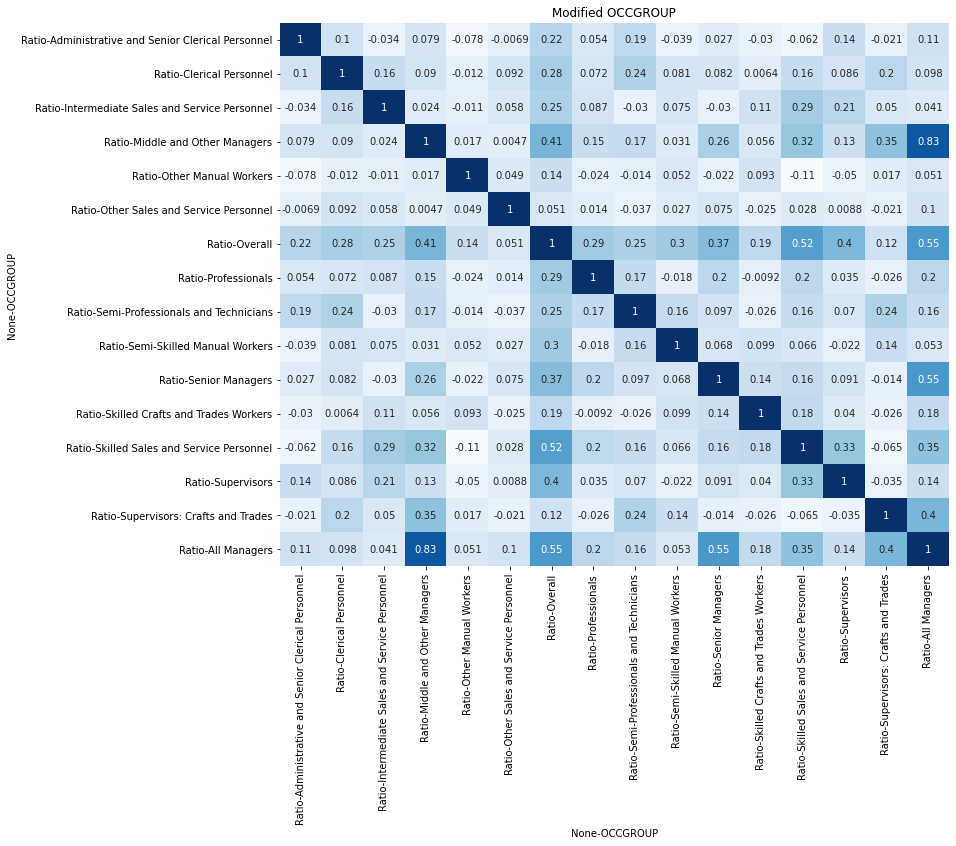 Modified OCCGROUP
Ratio-Administrative and Senior Clerical Personnel 1 0.1 -0.034 0.079 -0.078 -0.0069 0.22 0.054 0.19 -0.039 0.027 -0.03 -0.062 0.14 -0.021 0.11
Ratio-Clerical Personnel 0.1 1 0.16 0.09 -0.012 0.092 0.28 0.072 0.24 0.081 0.082 0.0064 0.16 0.086 0.2 0.098
Ratio-Intermediate Sales and Service Personnel -0.034 0.16 1 0.024 -0.011 0.058 0.25 0.087 -0.03 0.075 -0.03 0.11 0.29 0.21 0.05 0.041
Ratio-Middle and Other Managers 0.079 0.09 0.024 1 0.017 0.0047 0.41 0.15 0.17 0.031 0.26 0.056 0.32 0.13 0.35 0.83
Ratio-Other Manual Workers -0.078 -0.012 -0.011 0.017 1 0.049 0.14 -0.024 -0.014 0.052 -0.022 0.093 -0.11 -0.05 0.017 0.051
Ratio-Other Sales and Service Personnel -0.0069 0.092 0.058 0.0047 0.049 1 0.051 0.014 -0.037 0.027 0.075 -0.025 0.028 0.0088 -0.021 0.1
Ratio-Overall 0.22 0.28 0.25 0.41 0.14 0.051 1 0.29 0.25 0.3 0.37 0.19 0.52 0.4 0.12 0.55
Ratio-Professionals 0.054 0.072 0.087 0.15 -0.024 0.014 0.29 1 0.17 -0.018 0.2 -0.0092 0.2 0.035 -0.026 0.2
Ratio-Semi-Professionals and Technicians 0.19 0.24 -0.03 0.17 -0.014 -0.037 0.25 0.17 1 0.16 0.097 -0.026 0.16 0.07 0.24 0.16
Ratio-Semi-Skilled Manual Workers -0.039 0.081 0.075 0.031 0.052 0.027 0.3 -0.018 0.16 1 0.068 0.099 0.066 -0.022 0.14 0.053
Ratio-Senior Managers 0.027 0.082 -0.03 0.26 -0.022 0.075 0.37 0.2 0.097 0.068 1 0.14 0.16 0.091 -0.014 0.55
Ratio-Skilled Crafts and Trades Workers -0.03 0.0064 0.11 0.056 0.093 -0.025 0.19 -0.0092 -0.026 0.099 0.14 1 0.18 0.04 -0.026 0.18
Ratio-Skilled Sales and Service Personnel -0.062 0.16 0.29 0.32 -0.11 0.028 0.52 0.2 0.16 0.066 0.16 0.18 1 0.33 -0.065 0.35
Ratio-Supervisors 0.14 0.086 0.21 0.13 -0.05 0.0088 0.4 0.035 0.07 -0.022 0.091 0.04 0.33 1 -0.035 0.14
Ratio-Supervisors: Crafts and Trades -0.021 0.2 0.05 0.35 0.017 -0.021 0.12 -0.026 0.24 0.14 -0.014 -0.026 -0.065 -0.035 1 0.4
Ratio-All Managers 0.11 0.098 0.041 0.83 0.051 0.1 0.55 0.2 0.16 0.053 0.55 0.18 0.35 0.14 0.4 1
None-OCCGROUP
Ratio-Administrative and Senior Clerical Personnel
Ratio-Clerical Personnel
Ratio-Intermediate Sales and Service Personnel
Ratio-Middle and Other Managers
Ratio-Other Manual Workers
Ratio-Other Sales and Service Personnel
Ratio-Overall
Ratio-Professionals
Ratio-Semi-Professionals and Technicians
Ratio-Semi-Skilled Manual Workers
Ratio-Senior Managers
Ratio-Skilled Crafts and Trades Workers
Ratio-Skilled Sales and Service Personnel
Ratio-Supervisors
Ratio-Supervisors: Crafts and Trades
Ratio-All Managers
None-OCCGROUP